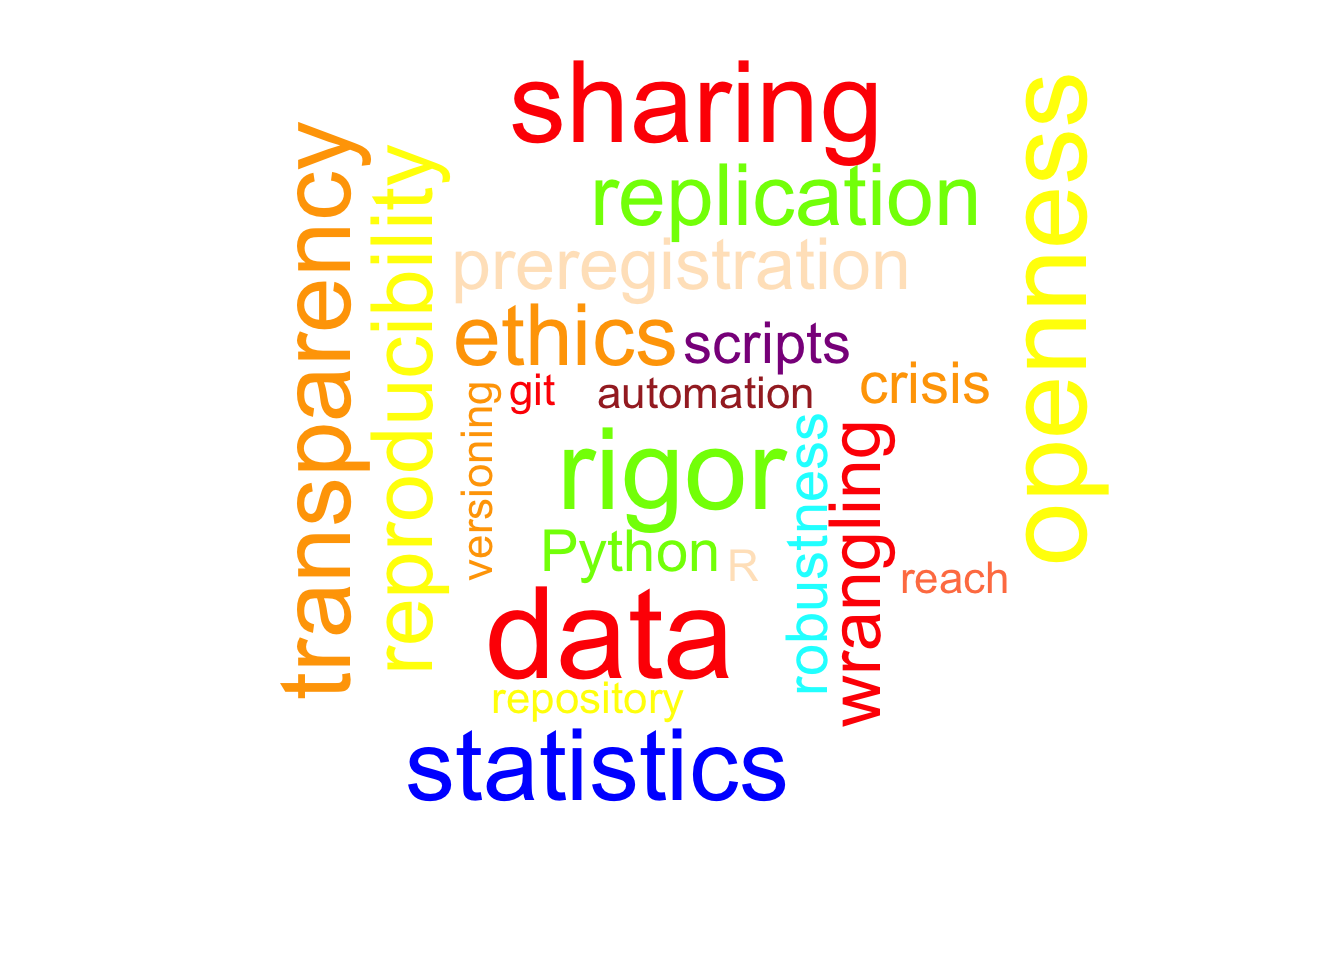 sharing
replication
preregistration
ethics
scripts
git
automation
crisis
rigor
Python
R
reach
data
repository
statistics
transparency
reproducibility
versioning
robustness
wrangling
openness